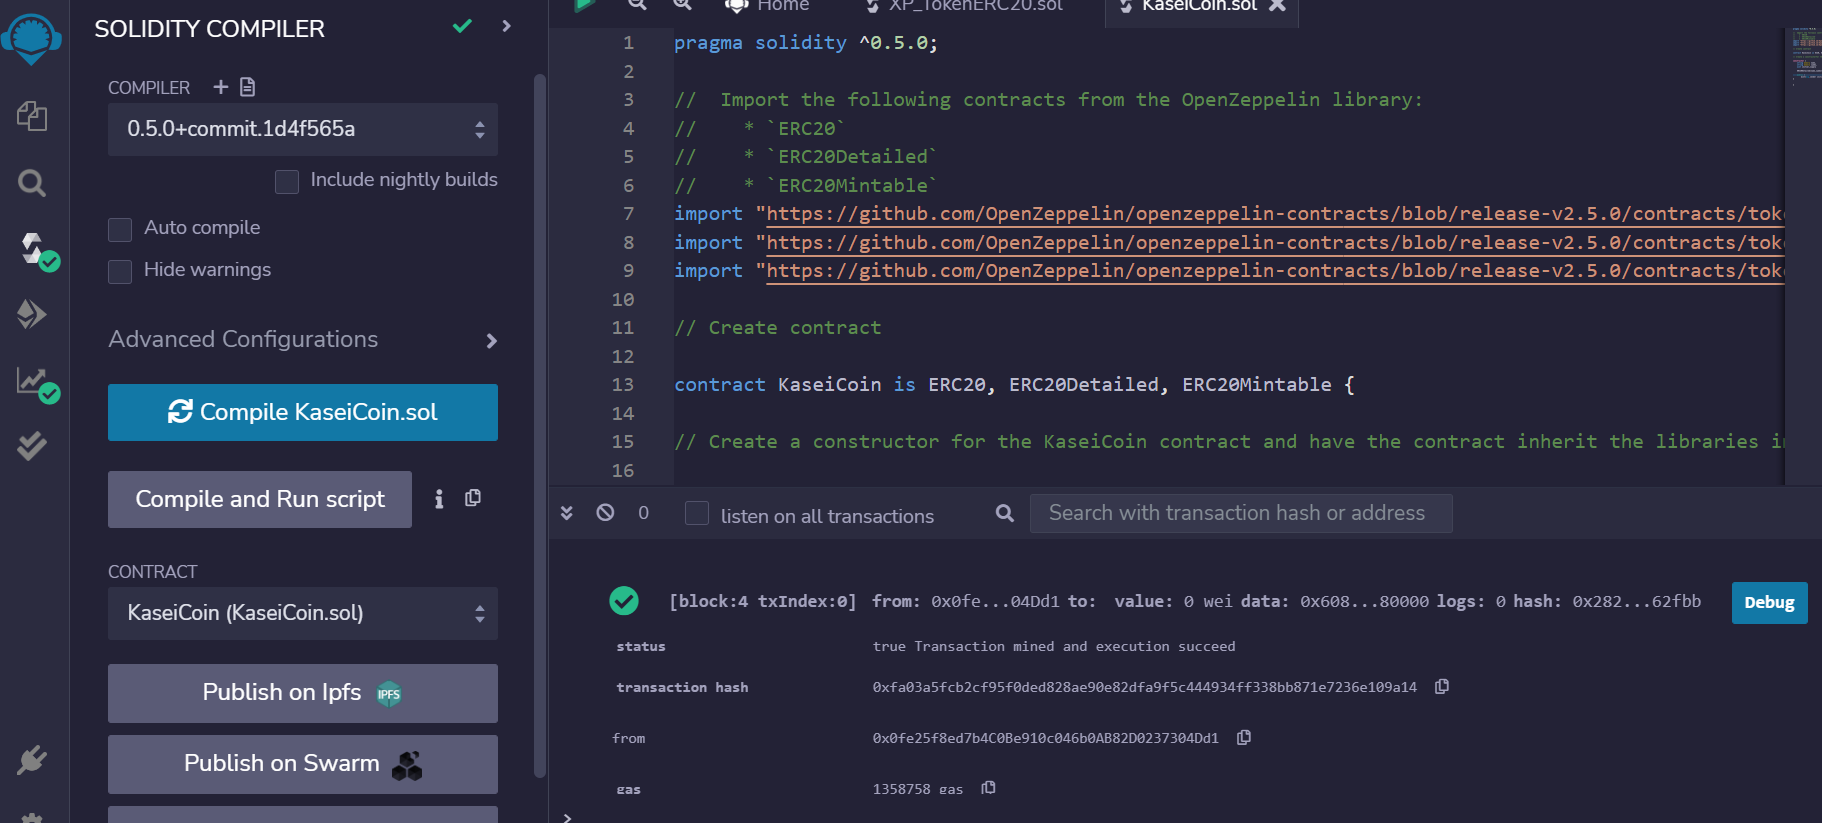 SOLIDITY COMPILER
COMPILER
0.5.0+commit.1d4f565a
Include nightly builds
Auto compile
Hide warnings
Advanced Configurations
Compile KaseiCoin.sol
Compile and Run script
CONTRACT
KaseiCoin (KaseiCoin.sol)
Publish on Ipfs
IPFS
Publish on Swarm
Home
XP_TokenERC20.sol
KaseiCoin.sol
1 pragma solidity ^0.5.0;
2
3 //  Import the following contracts from the OpenZeppelin library:
4 //    * `ERC20`
5 //    * `ERC20Detailed`
6 //    * `ERC20Mintable`
7 import "https://github.com/OpenZeppelin/openzeppelin-contracts/blob/release-v2.5.0/contracts/tok
8 import "https://github.com/OpenZeppelin/openzeppelin-contracts/blob/release-v2.5.0/contracts/tok
9 import "https://github.com/OpenZeppelin/openzeppelin-contracts/blob/release-v2.5.0/contracts/tok
10
11 // Create contract
12
13 contract KaseiCoin is ERC20, ERC20Detailed, ERC20Mintable {
14
15 // Create a constructor for the KaseiCoin contract and have the contract inherit the libraries i
16
0
listen on all transactions
Search with transaction hash or address
[block:4 txIndex:0] from: 0x0fe...04Dd1 to: value: 0 wei data: 0x608...80000 logs: 0 hash: 0x282...62fbb
Debug
status true Transaction mined and execution succeed
transaction hash 0xfa03a5fcb2cf95f0ded828ae90e82dfa9f5c444934ff338bb871e7236e109a14
from 0x0fe25f8ed7b4C0Be910c046b0AB82D0237304Dd1
gas 1358758 gas
>